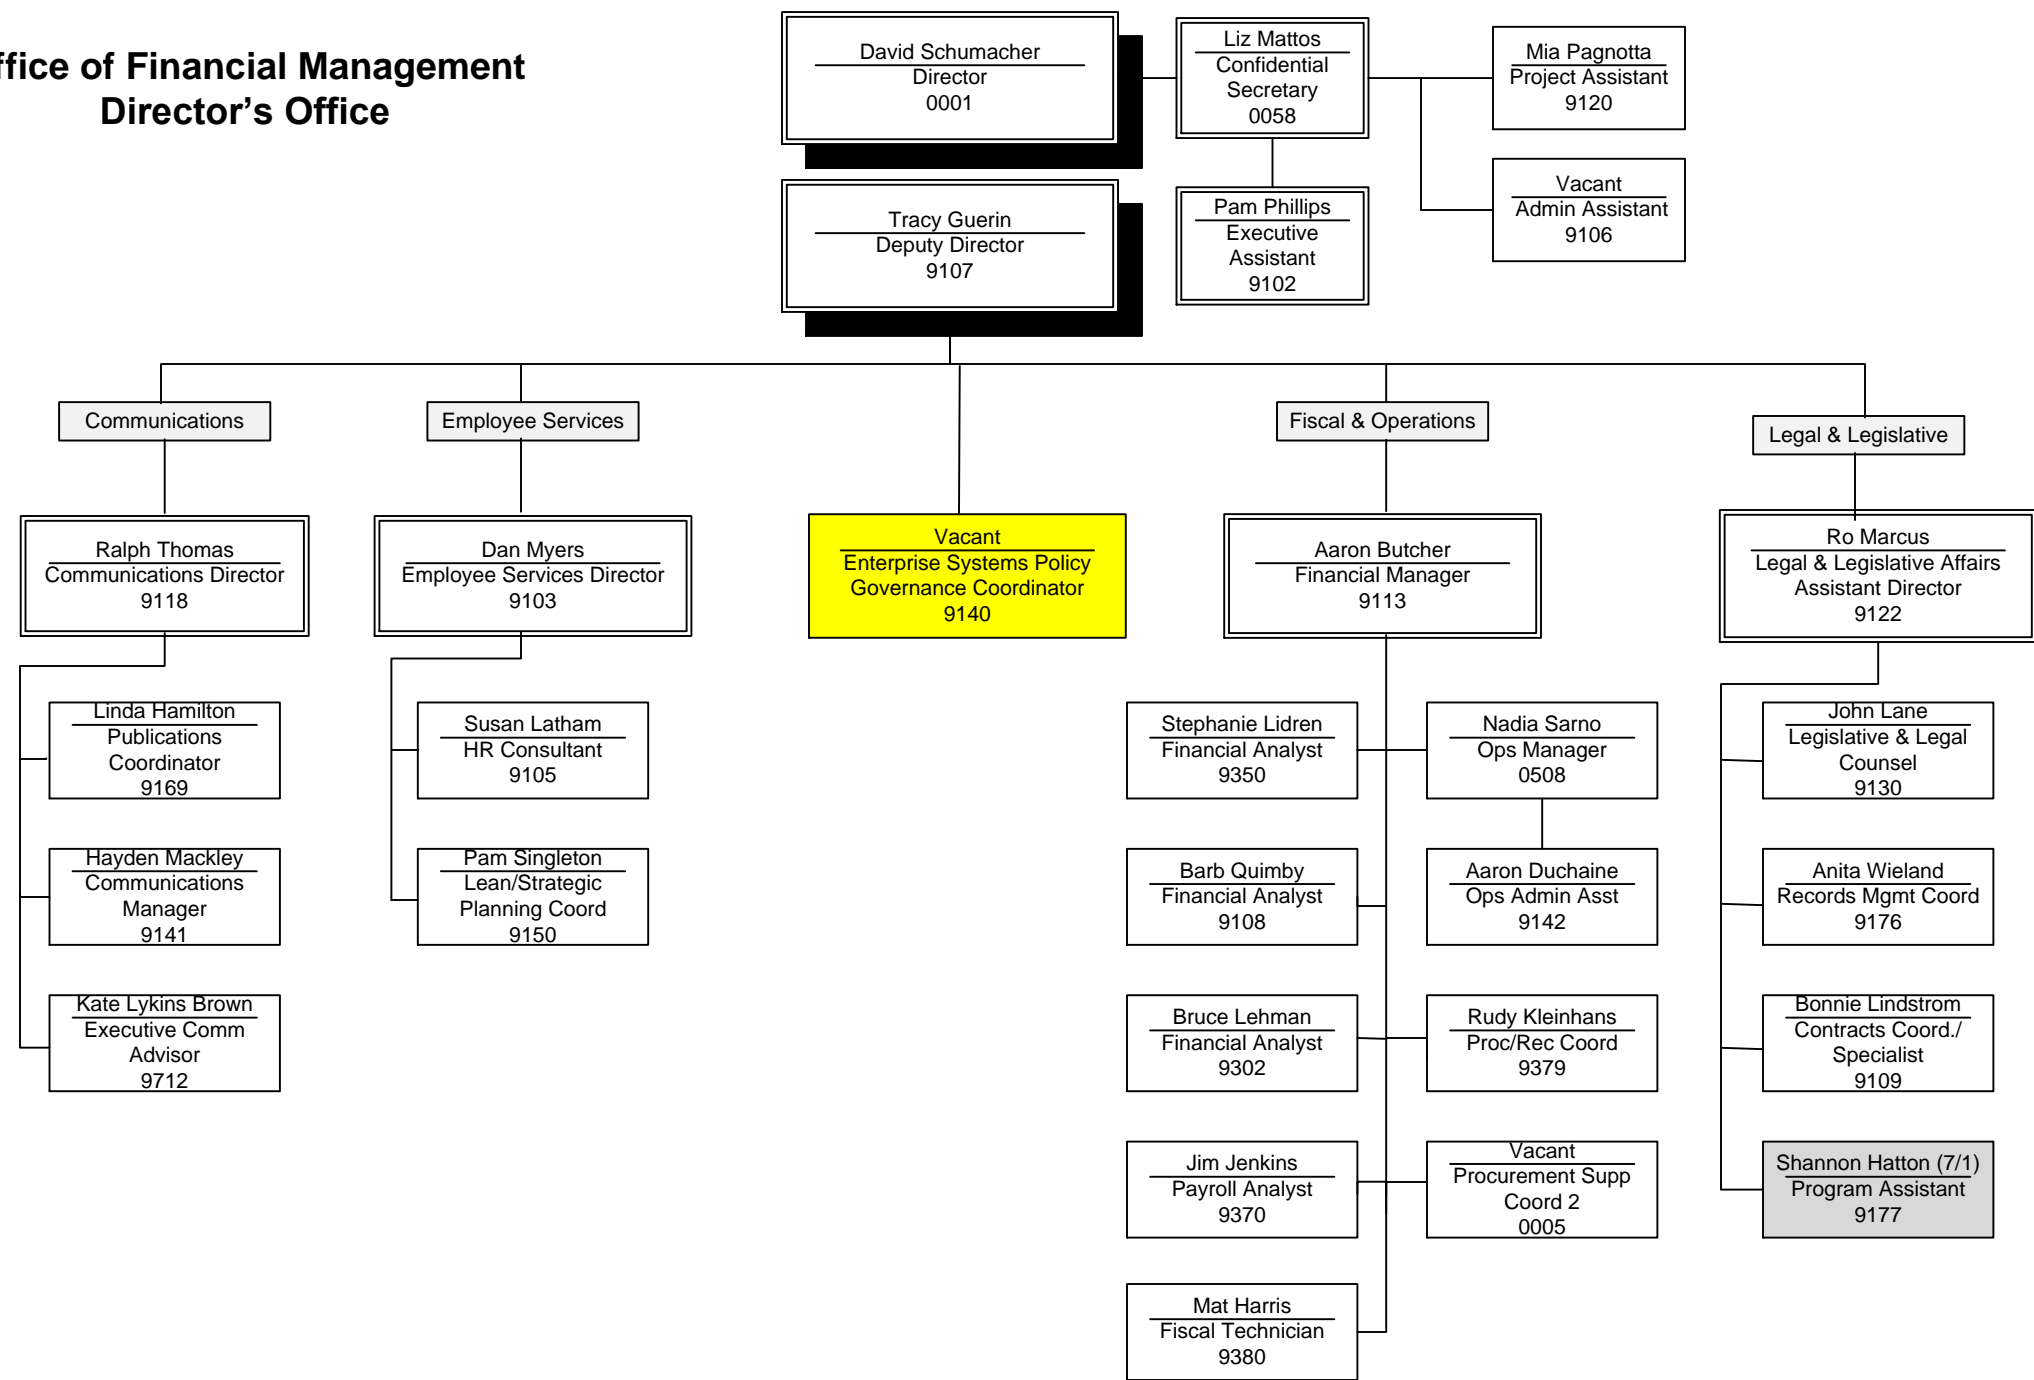 ffice of Financial Management
Director’s Office
David Schumacher
Director
0001
Liz Mattos
Confidential
Secretary
0058
Mia Pagnotta
Project Assistant
9120
Vacant
Admin Assistant
9106
Tracy Guerin
Deputy Director
9107
Pam Phillips
Executive
Assistant
9102
Communications
Employee Services
Fiscal & Operations
Legal & Legislative
Ralph Thomas
Communications Director
9118
Dan Myers
Employee Services Director
9103
Vacant
Enterprise Systems Policy
Governance Coordinator
9140
Aaron Butcher
Financial Manager
9113
Ro Marcus
Legal & Legislative Affairs
Assistant Director
9122
Linda Hamilton
Publications
Coordinator
9169
Susan Latham
HR Consultant
9105
Stephanie Lidren
Financial Analyst
9350
Nadia Sarno
Ops Manager
0508
John Lane
Legislative & Legal
Counsel
9130
Hayden Mackley
Communications
Manager
9141
Pam Singleton
Lean/Strategic
Planning Coord
9150
Barb Quimby
Financial Analyst
9108
Aaron Duchaine
Ops Admin Asst
9142
Anita Wieland
Records Mgmt Coord
9176
Kate Lykins Brown
Executive Comm
Advisor
9712
Bruce Lehman
Financial Analyst
9302
Rudy Kleinhans
Proc/Rec Coord
9379
Bonnie Lindstrom
Contracts Coord./
Specialist
9109
Jim Jenkins
Payroll Analyst
9370
Vacant
Procurement Supp
Coord 2
0005
Shannon Hatton (7/1)
Program Assistant
9177
Mat Harris
Fiscal Technician
9380